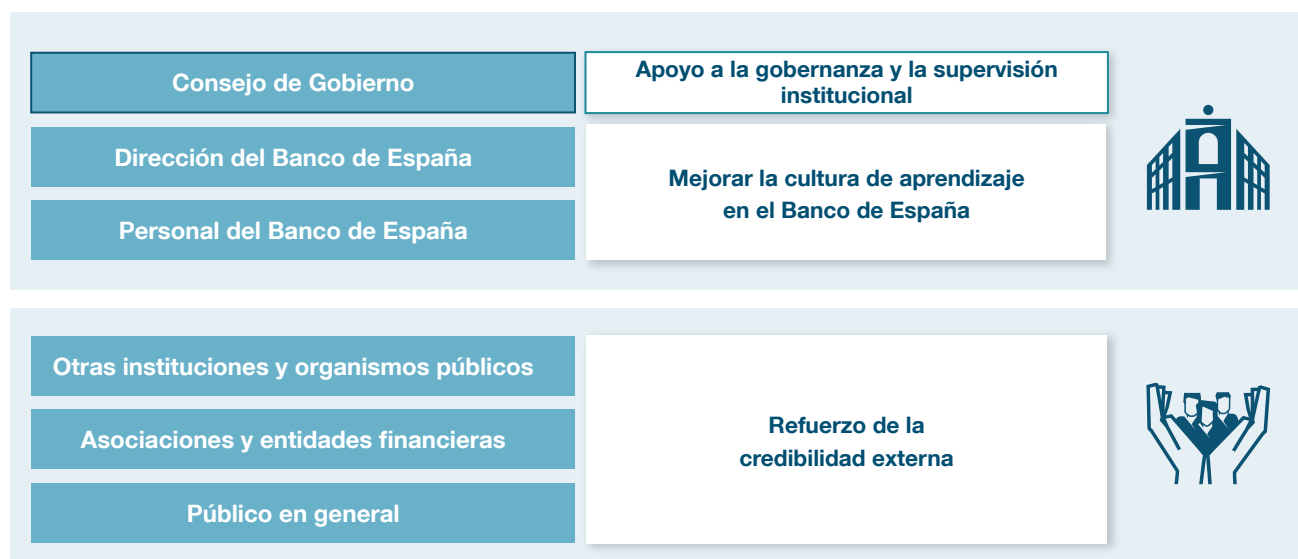 Consejo de Gobierno
Apoyo a la gobernanza y la supervisión
institucional
Dirección del Banco de España
Personal del Banco de España
Mejorar la cultura de aprendizaje
en el Banco de España
Otras instituciones y organismos públicos
Asociaciones y entidades financieras
Público en general
Refuerzo de la
credibilidad externa